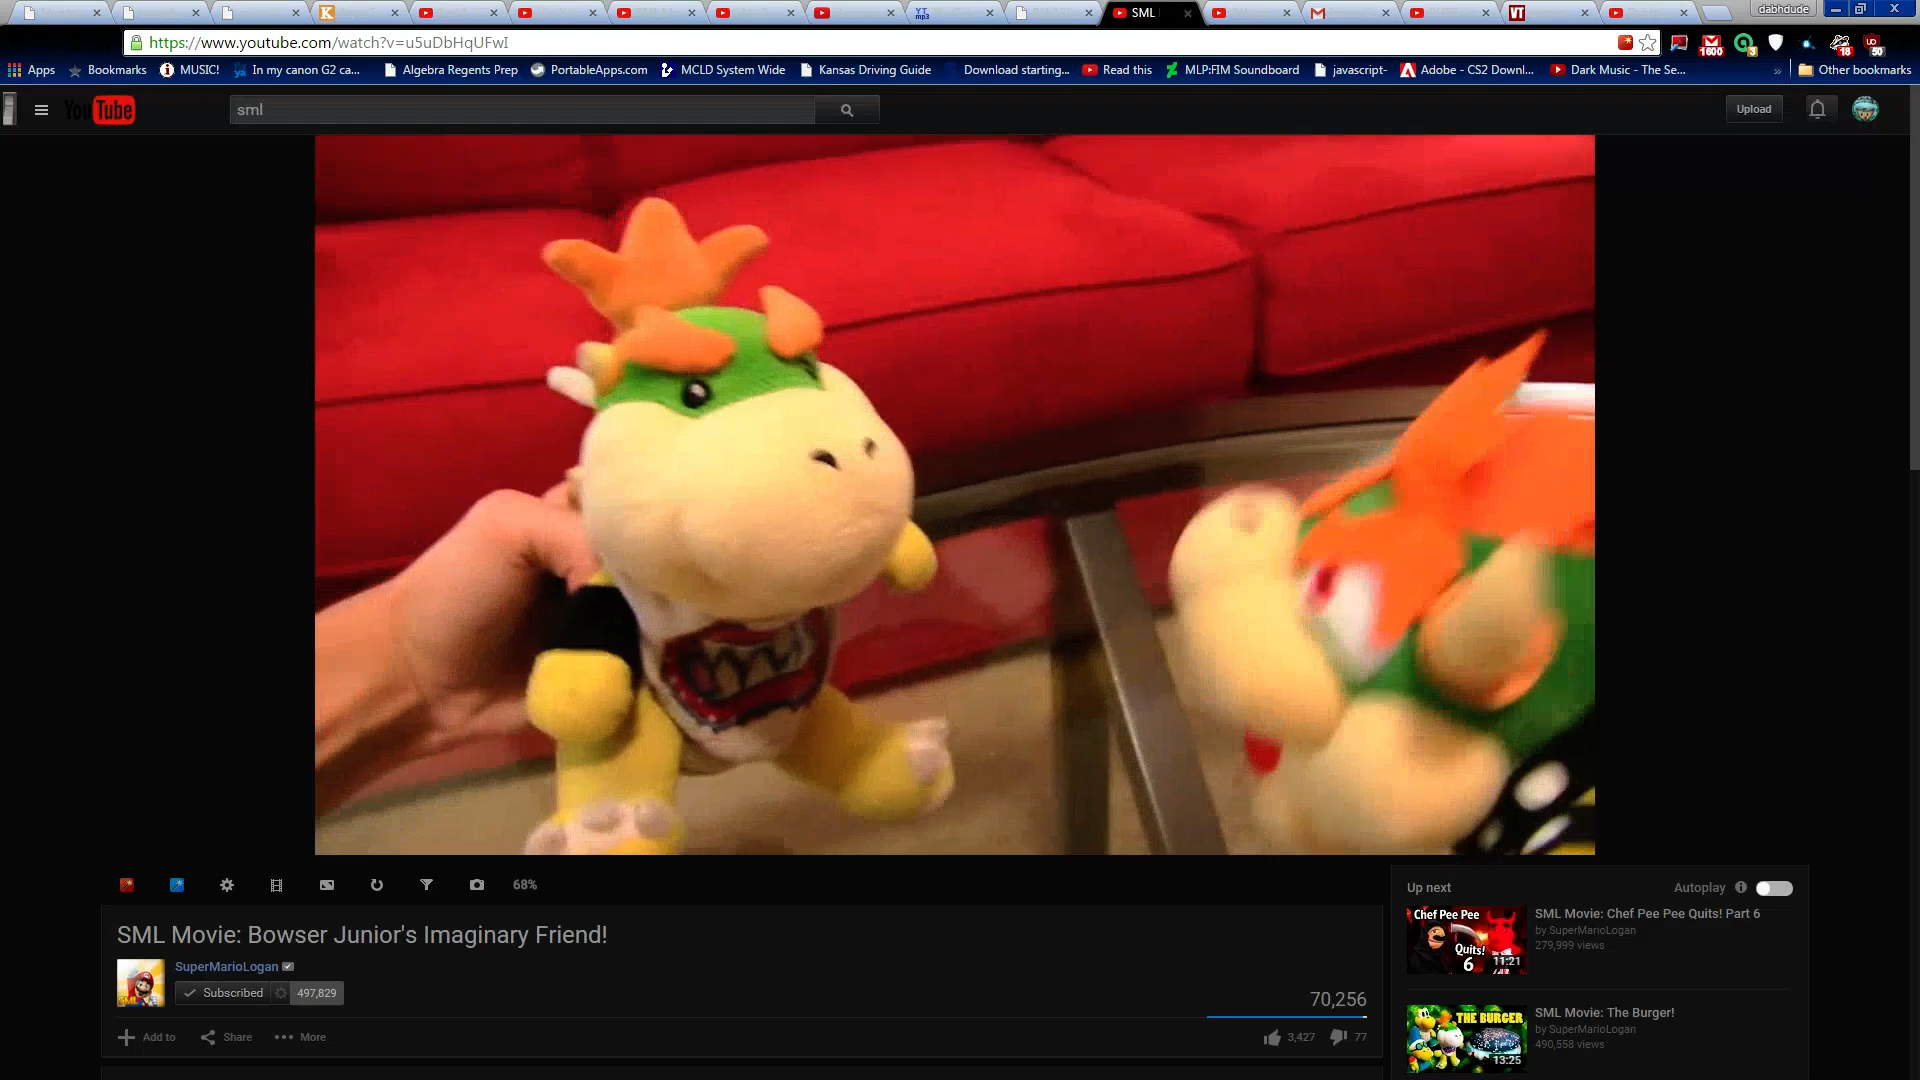 SML
dabhdude
https://www.youtube.com/watch?v=u5uDbHqUFwI
1600
3
18
50
Apps
Bookmarks
MUSIC!
In my canon G2 ca...
Algebra Regents Prep
PortableApps.com
MCLD System Wide
Kansas Driving Guide
Download starting...
Read this
MLP:FIM Soundboard
javascript-
Adobe - CS2 Downl...
Dark Music - The Se...
»
Other bookmarks
YouTube
sml
Upload
68%
SML Movie: Bowser Junior's Imaginary Friend!
SuperMarioLogan
Subscribed
497,829
70,256
Add to
Share
More
3,427
77
Up next
Autoplay
Chef Pee Pee
Quits!
6
11:21
SML Movie: Chef Pee Pee Quits! Part 6
by SuperMarioLogan
279,999 views
THE BURGER
13:25
SML Movie: The Burger!
by SuperMarioLogan
490,558 views